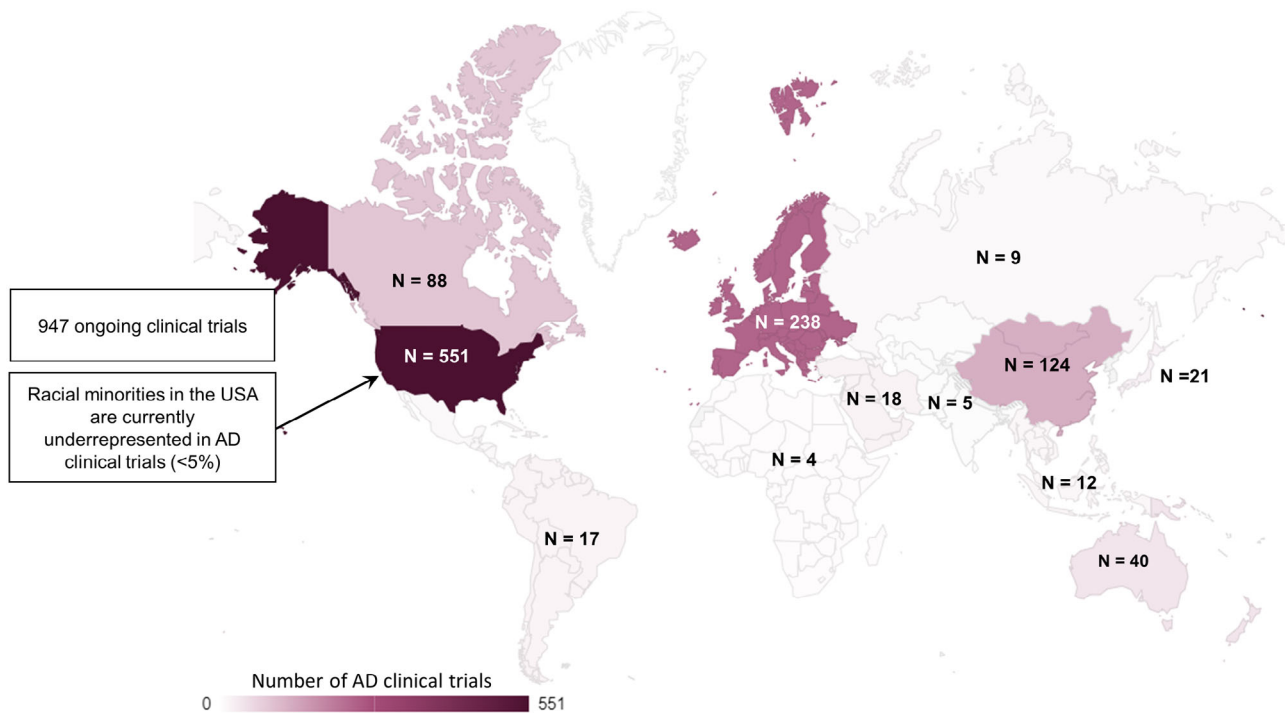 N = 9
N = 88
947 ongoing clinical trials
N = 238
N = 551
N = 124
N =21
Racial minorities in the USA
are currently
underrepresented in AD
clinical trials (<5%)
N = 18
N = 5
N = 4
N = 12
N = 17
N = 40
Number of AD clinical trials
0
551